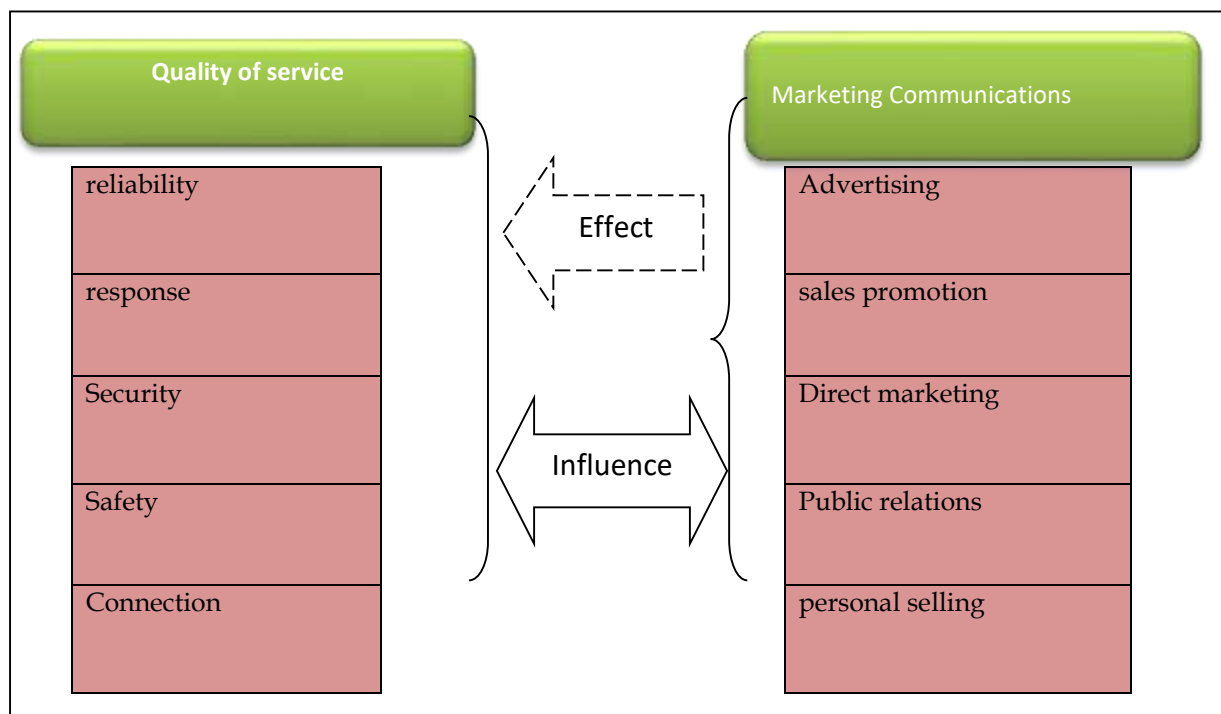 Quality of service
Marketing Communications
reliability
response
Security
Safety
Connection
Effect
Influence
Advertising
sales promotion
Direct marketing
Public relations
personal selling